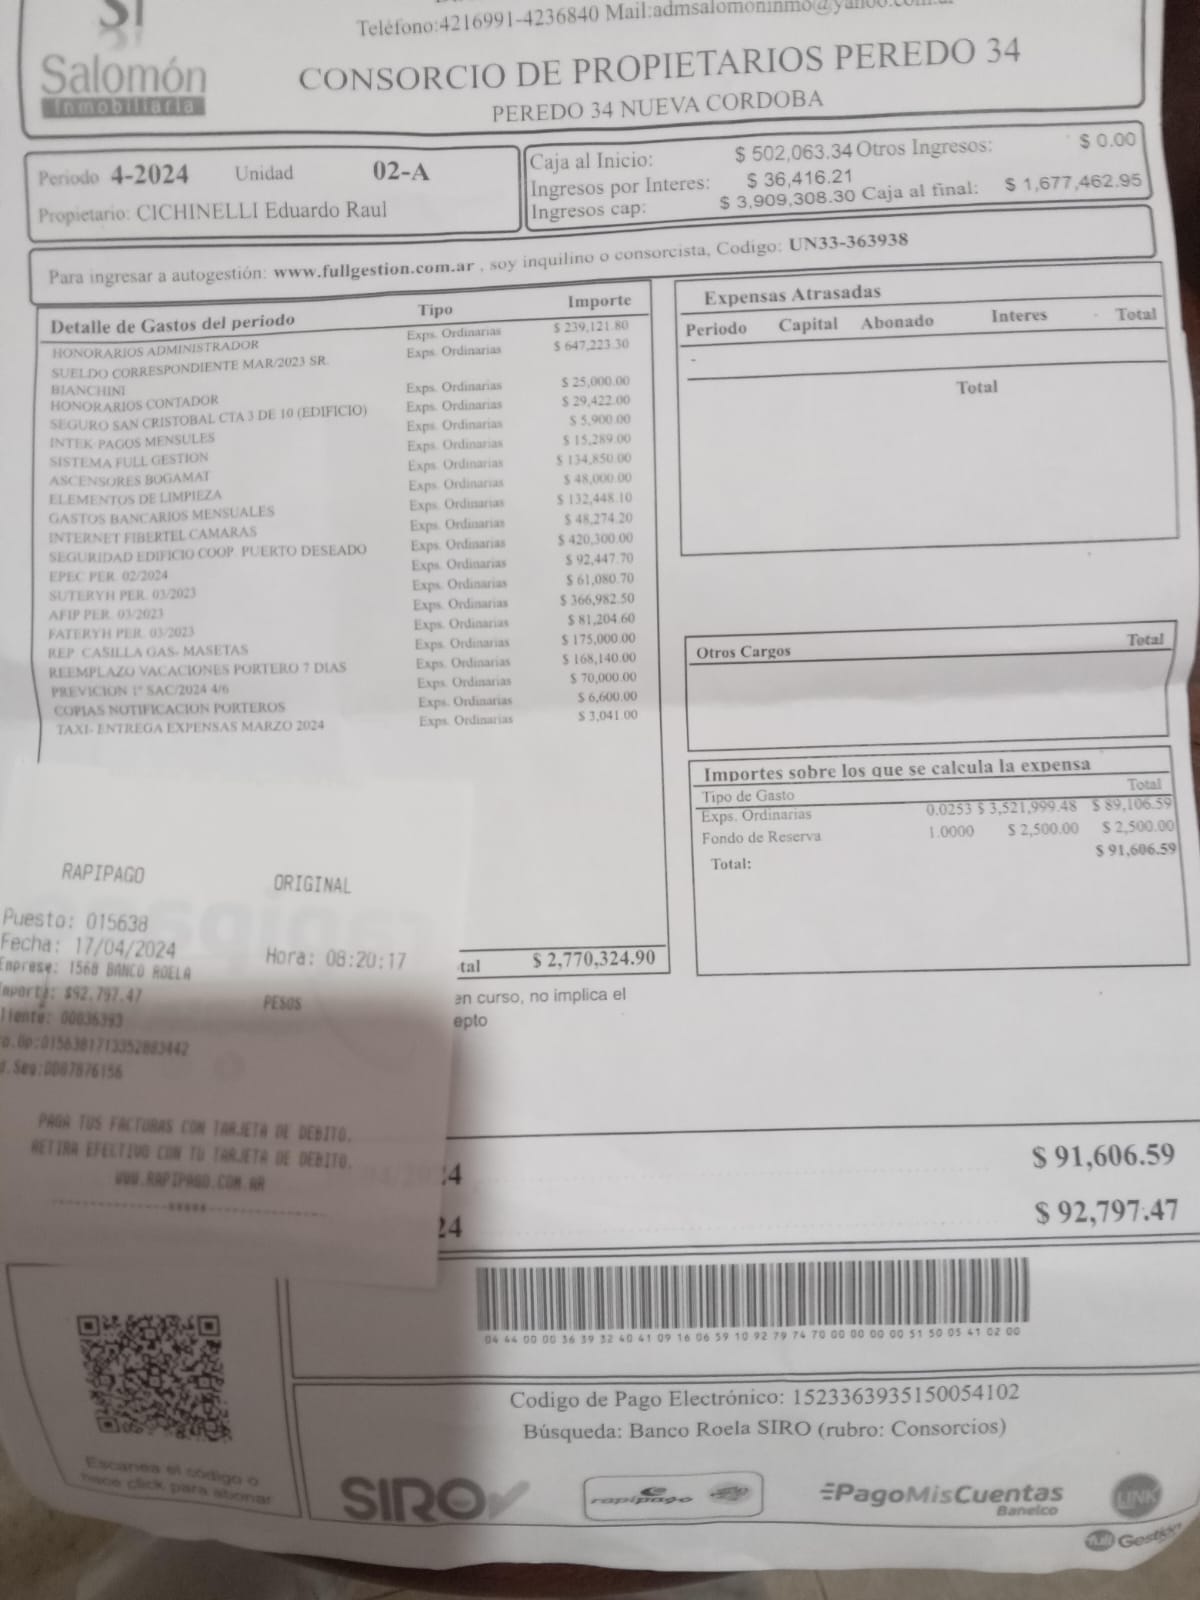 Teléfono:4216991-4236840 Mail:admsalomoninmo@yahoo.com.ar
Salomón
inmobiliaria
CONSORCIO DE PROPIETARIOS PEREDO 34
PEREDO 34 NUEVA CORDOBA
Periodo 4-2024 Unidad 02-A
Propietario: CICHINELLI Eduardo Raul
Caja al Inicio: $ 502,063.34 Otros Ingresos: $ 0.00
Ingresos por Interes: $ 36,416.21
Ingresos cap: $ 3,909,308.30 Caja al final: $ 1,677,462.95
Para ingresar a autogestión: www.fullgestion.com.ar , soy inquilino o consorcista, Codigo: UN33-363938
Detalle de Gastos del periodo Tipo Importe
HONORARIOS ADMINISTRADOR Exps. Ordinarias $ 239,121.80
SUELDO CORRESPONDIENTE MAR/2023 SR. Exps. Ordinarias $ 647,223.30
BIANCHINI
HONORARIOS CONTADOR Exps. Ordinarias $ 25,000.00
SEGURO SAN CRISTOBAL CTA 3 DE 10 (EDIFICIO) Exps. Ordinarias $ 29,422.00
INTEK PAGOS MENSULES Exps. Ordinarias $ 5,900.00
SISTEMA FULL GESTION Exps. Ordinarias $ 15,289.00
ASCENSORES BOGAMAT Exps. Ordinarias $ 134,850.00
ELEMENTOS DE LIMPIEZA Exps. Ordinarias $ 48,000.00
GASTOS BANCARIOS MENSUALES Exps. Ordinarias $ 132,448.10
INTERNET FIBERTEL CAMARAS Exps. Ordinarias $ 48,274.20
SEGURIDAD EDIFICIO COOP. PUERTO DESEADO Exps. Ordinarias $ 420,300.00
EPEC PER. 02/2024 Exps. Ordinarias $ 92,447.70
SUTERYH PER. 03/2023 Exps. Ordinarias $ 61,080.70
AFIP PER. 03/2023 Exps. Ordinarias $ 366,982.50
FATERYH PER. 03/2023 Exps. Ordinarias $ 81,204.60
REP. CASILLA GAS- MASETAS Exps. Ordinarias $ 175,000.00
REEMPLAZO VACACIONES PORTERO 7 DIAS Exps. Ordinarias $ 168,140.00
PREVICION 1º SAC/2024 4/6 Exps. Ordinarias $ 70,000.00
COPIAS NOTIFICACION PORTEROS Exps. Ordinarias $ 6,600.00
TAXI- ENTREGA EXPENSAS MARZO 2024 Exps. Ordinarias $ 3,041.00
tal $ 2,770,324.90
en curso, no implica el
epto
Expensas Atrasadas
Periodo Capital Abonado Interes Total
-
Total
Otros Cargos Total
Importes sobre los que se calcula la expensa
Tipo de Gasto Total
Exps. Ordinarias 0.0253 $ 3,521,999.48 $ 89,106.59
Fondo de Reserva 1.0000 $ 2,500.00 $ 2,500.00
Total: $ 91,606.59
RAPIPAGO ORIGINAL
Puesto: 015638
Fecha: 17/04/2024 Hora: 08:20:17
Emprese: 1568 BANCO ROELA
mporte: $92.797.47 PESOS
liente: 00036393
o.Op:0156381713352883442
d.Seg:0087876156
PAGA TUS FACTURAS CON TARJETA DE DEBITO.
RETIRA EFECTIVO CON TU TARJETA DE DEBITO.
WWW.RAPIPAGO.COM.AR
04/2024 $ 91,606.59
24 $ 92,797.47
04 44 00 00 36 39 32 40 41 09 16 06 59 10 92 79 74 70 00 00 00 00 51 50 05 41 02 00
Escanea el código o
hace click para abonar
Codigo de Pago Electrónico: 1523363935150054102
Búsqueda: Banco Roela SIRO (rubro: Consorcios)
SIRO
rapipago
PagoMisCuentas
Banelco
LINK
full Gestión